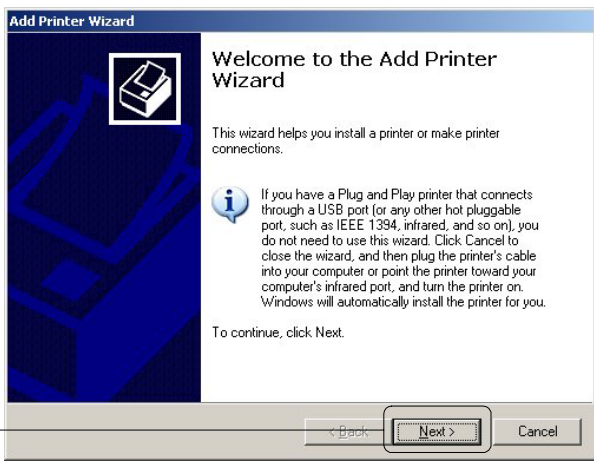 Add Printer Wizard
Welcome to the Add Printer
Wizard
This wizard helps you install a printer or make printer
connections.
If you have a Plug and Play printer that connects
through a USB port (or any other hot pluggable
port, such as IEEE 1394, infrared, and so on), you
do not need to use this wizard. Click Cancel to
close the wizard, and then plug the printer's cable
into your computer or point the printer toward your
computer's infrared port, and turn the printer on.
Windows will automatically install the printer for you.
To continue, click Next.
< Back Next > Cancel